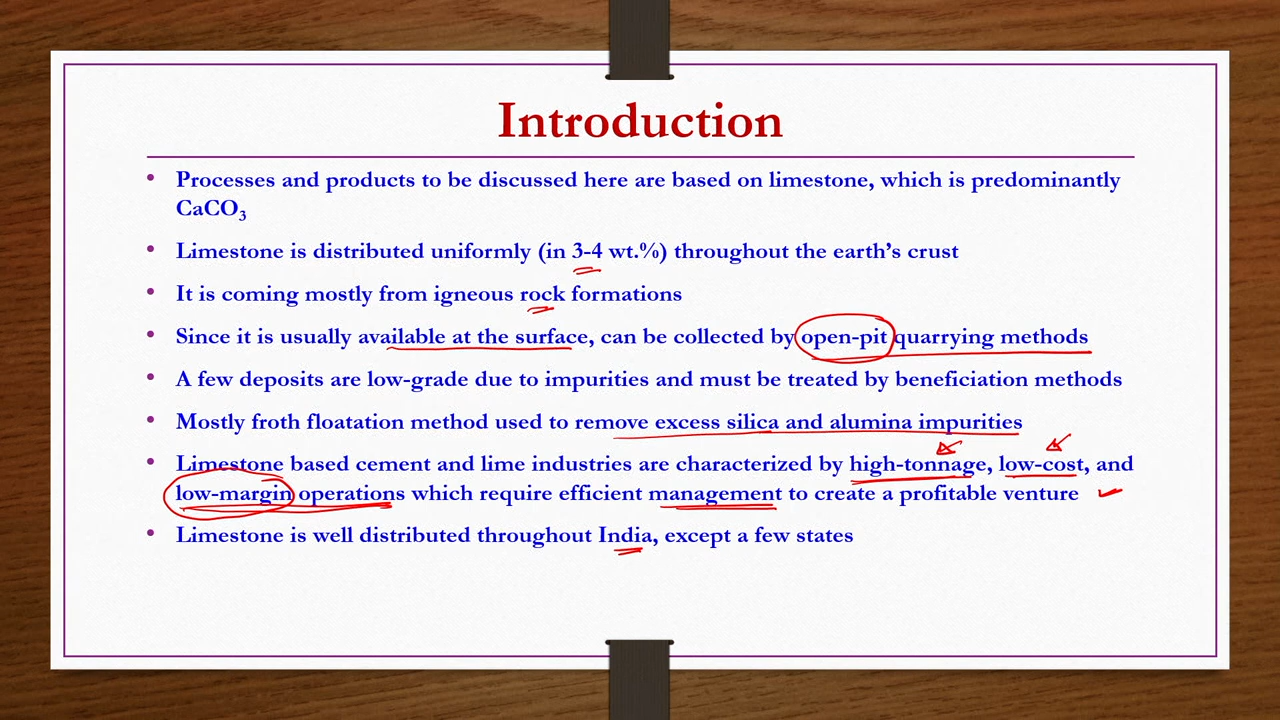 Introduction
• Processes and products to be discussed here are based on limestone, which is predominantly
CaCO₃
• Limestone is distributed uniformly (in 3-4 wt.%) throughout the earth’s crust
• It is coming mostly from igneous rock formations
• Since it is usually available at the surface, can be collected by open-pit quarrying methods
• A few deposits are low-grade due to impurities and must be treated by beneficiation methods
• Mostly froth floatation method used to remove excess silica and alumina impurities
• Limestone based cement and lime industries are characterized by high-tonnage, low-cost, and
low-margin operations which require efficient management to create a profitable venture
• Limestone is well distributed throughout India, except a few states